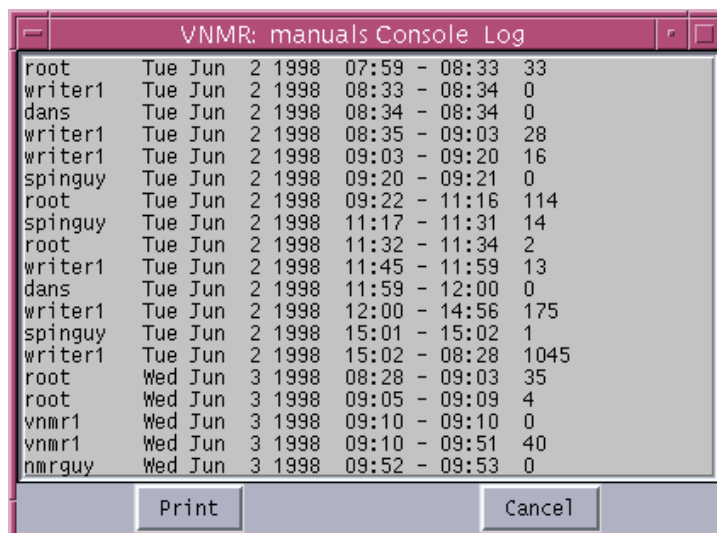 VNMR: manuals Console Log
root Tue Jun 2 1998 07:59 - 08:33 33
writer1 Tue Jun 2 1998 08:33 - 08:34 0
dans Tue Jun 2 1998 08:34 - 08:34 0
writer1 Tue Jun 2 1998 08:35 - 09:03 28
writer1 Tue Jun 2 1998 09:03 - 09:20 16
spinguy Tue Jun 2 1998 09:20 - 09:21 0
root Tue Jun 2 1998 09:22 - 11:16 114
spinguy Tue Jun 2 1998 11:17 - 11:31 14
root Tue Jun 2 1998 11:32 - 11:34 2
writer1 Tue Jun 2 1998 11:45 - 11:59 13
dans Tue Jun 2 1998 11:59 - 12:00 0
writer1 Tue Jun 2 1998 12:00 - 14:56 175
spinguy Tue Jun 2 1998 15:01 - 15:02 1
writer1 Tue Jun 2 1998 15:02 - 08:28 1045
root Wed Jun 3 1998 08:28 - 09:03 35
root Wed Jun 3 1998 09:05 - 09:09 4
vnmr1 Wed Jun 3 1998 09:10 - 09:10 0
vnmr1 Wed Jun 3 1998 09:10 - 09:51 40
nmrguy Wed Jun 3 1998 09:52 - 09:53 0
Print Cancel